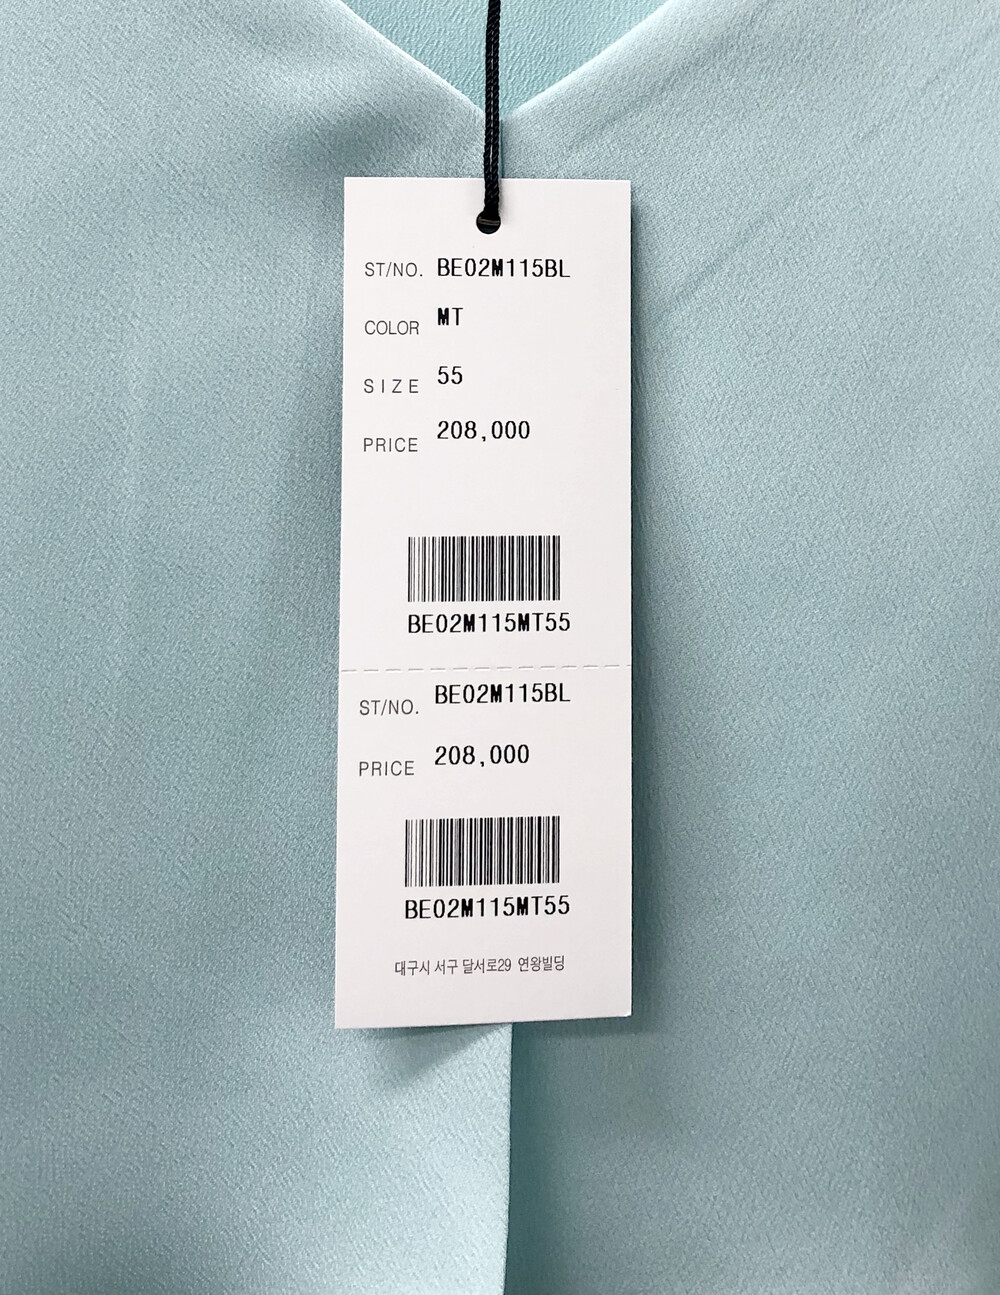 ST/NO. BE02M115BL
COLOR MT
SIZE 55
PRICE 208,000
BE02M115MT55
ST/NO. BE02M115BL
PRICE 208,000
BE02M115MT55
대구시 서구 달서로29 연왕빌딩